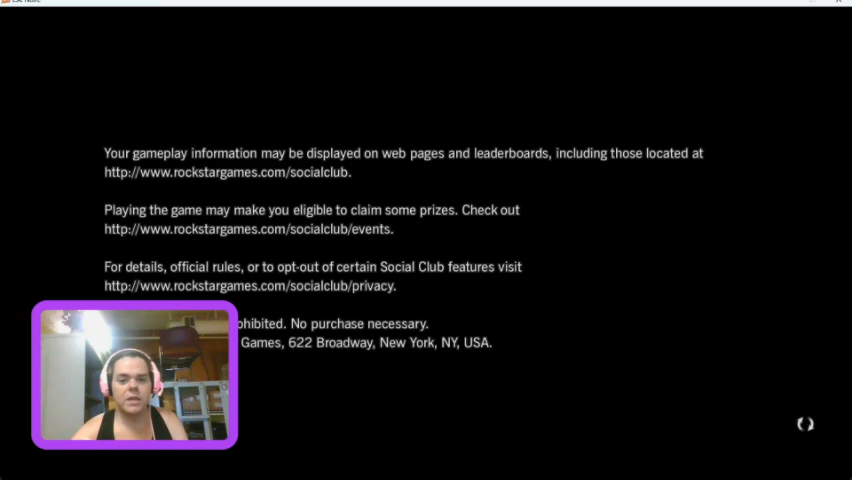 Your gameplay information may be displayed on web pages and leaderboards, including those located at
http://www.rockstargames.com/socialclub.
Playing the game may make you eligible to claim some prizes. Check out
http://www.rockstargames.com/socialclub/events.
For details, official rules, or to opt-out of certain Social Club features visit
http://www.rockstargames.com/socialclub/privacy.
ohibited. No purchase necessary.
Games, 622 Broadway, New York, NY, USA.